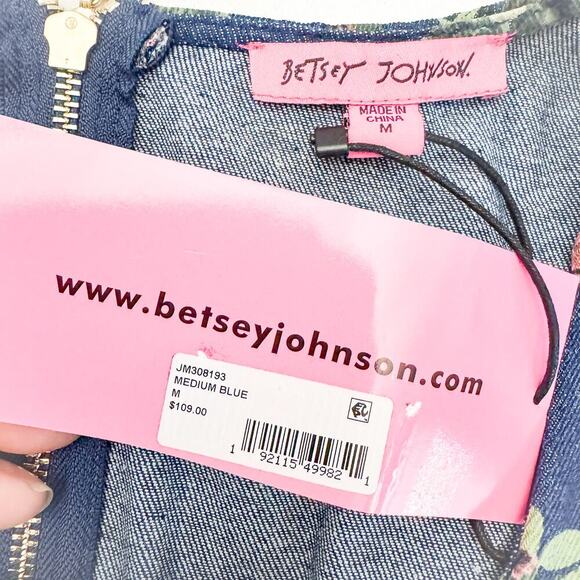 BETSEY JOHNSON.
MADE IN
CHINA
M
www.betseyjohnson.com
JM308193
MEDIUM BLUE
M
$109.00
1 92115 49982 1